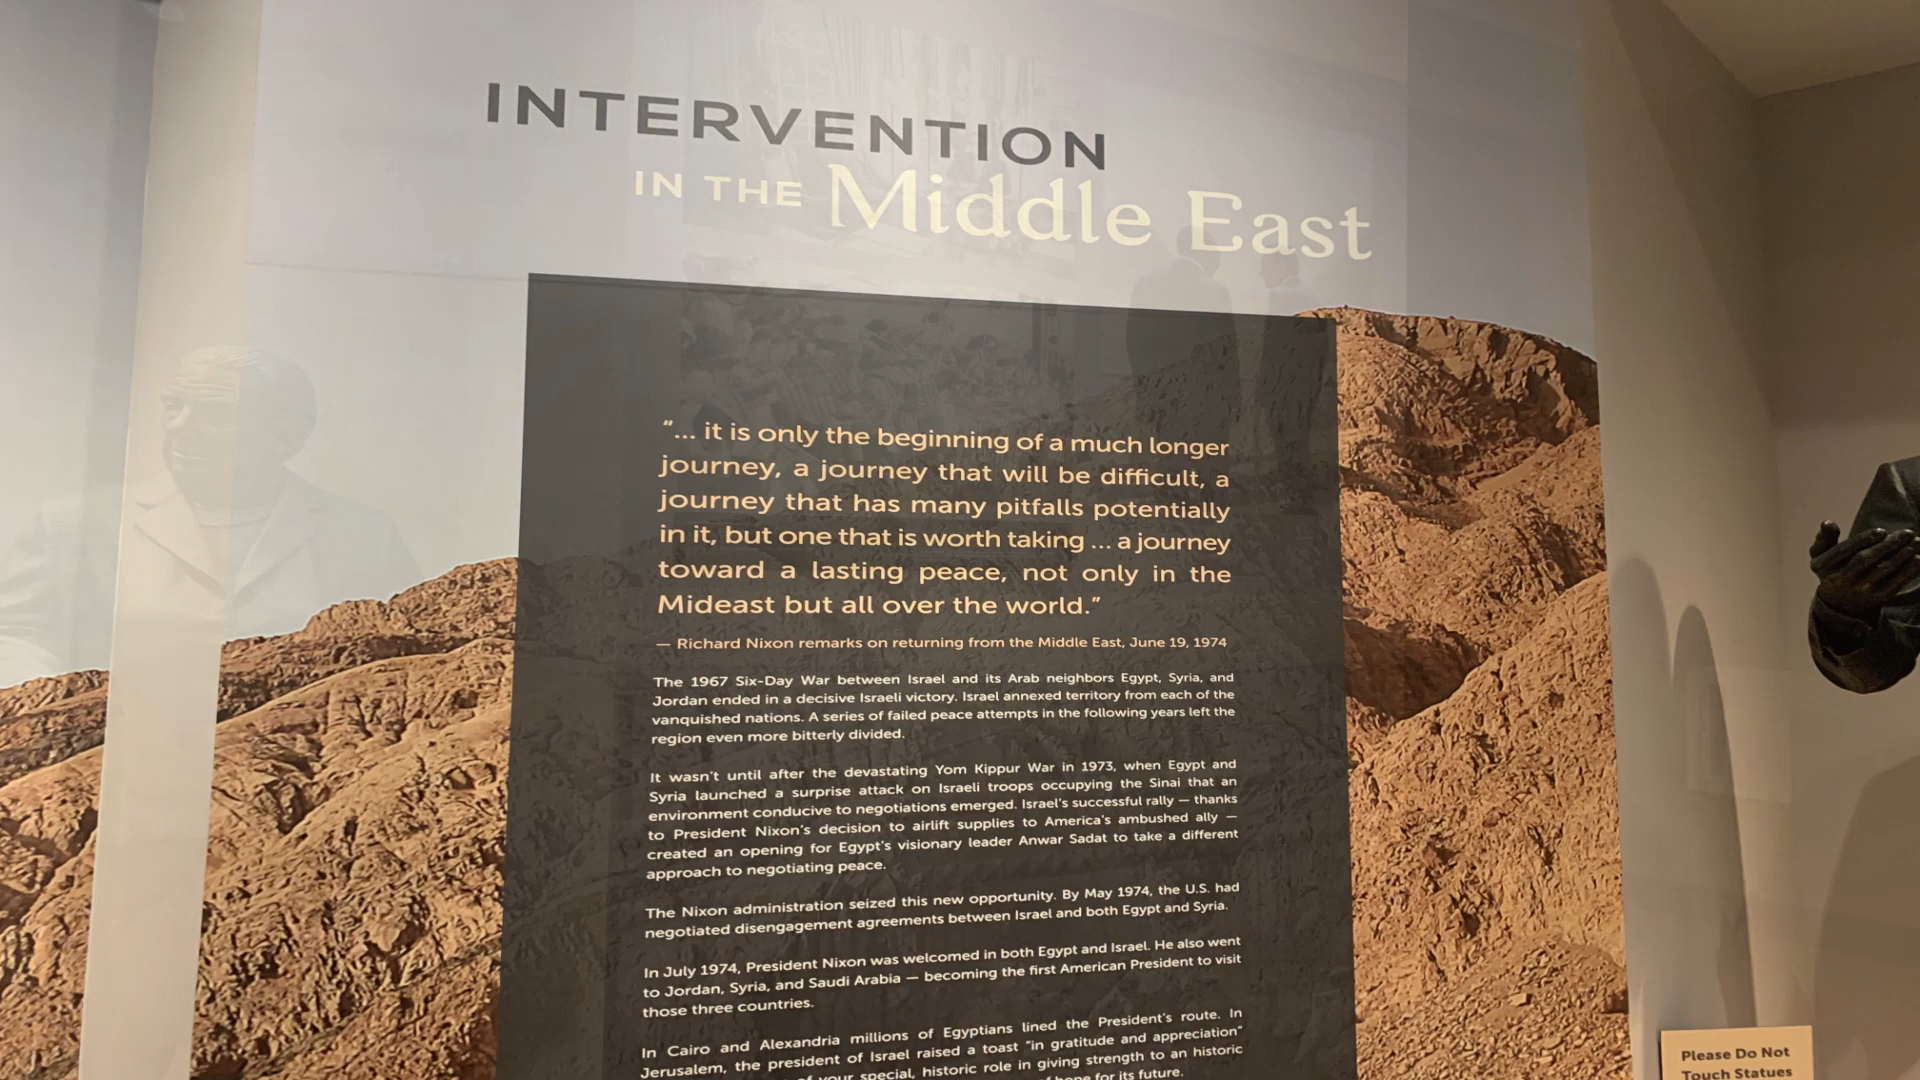 INTERVENTION
IN THE Middle East
“... it is only the beginning of a much longer
journey, a journey that will be difficult, a
journey that has many pitfalls potentially
in it, but one that is worth taking ... a journey
toward a lasting peace, not only in the
Mideast but all over the world.”
— Richard Nixon remarks on returning from the Middle East, June 19, 1974
The 1967 Six-Day War between Israel and its Arab neighbors Egypt, Syria, and
Jordan ended in a decisive Israeli victory. Israel annexed territory from each of the
vanquished nations. A series of failed peace attempts in the following years left the
region even more bitterly divided.
It wasn’t until after the devastating Yom Kippur War in 1973, when Egypt and
Syria launched a surprise attack on Israeli troops occupying the Sinai that an
environment conducive to negotiations emerged. Israel’s successful rally — thanks
to President Nixon’s decision to airlift supplies to America’s ambushed ally —
created an opening for Egypt’s visionary leader Anwar Sadat to take a different
approach to negotiating peace.
The Nixon administration seized this new opportunity. By May 1974, the U.S. had
negotiated disengagement agreements between Israel and both Egypt and Syria.
In July 1974, President Nixon was welcomed in both Egypt and Israel. He also went
to Jordan, Syria, and Saudi Arabia — becoming the first American President to visit
those three countries.
In Cairo and Alexandria millions of Egyptians lined the President’s route. In
Jerusalem, the president of Israel raised a toast “in gratitude and appreciation”
your special, historic role in giving strength to an historic
for its future.
Please Do Not
Touch Statues